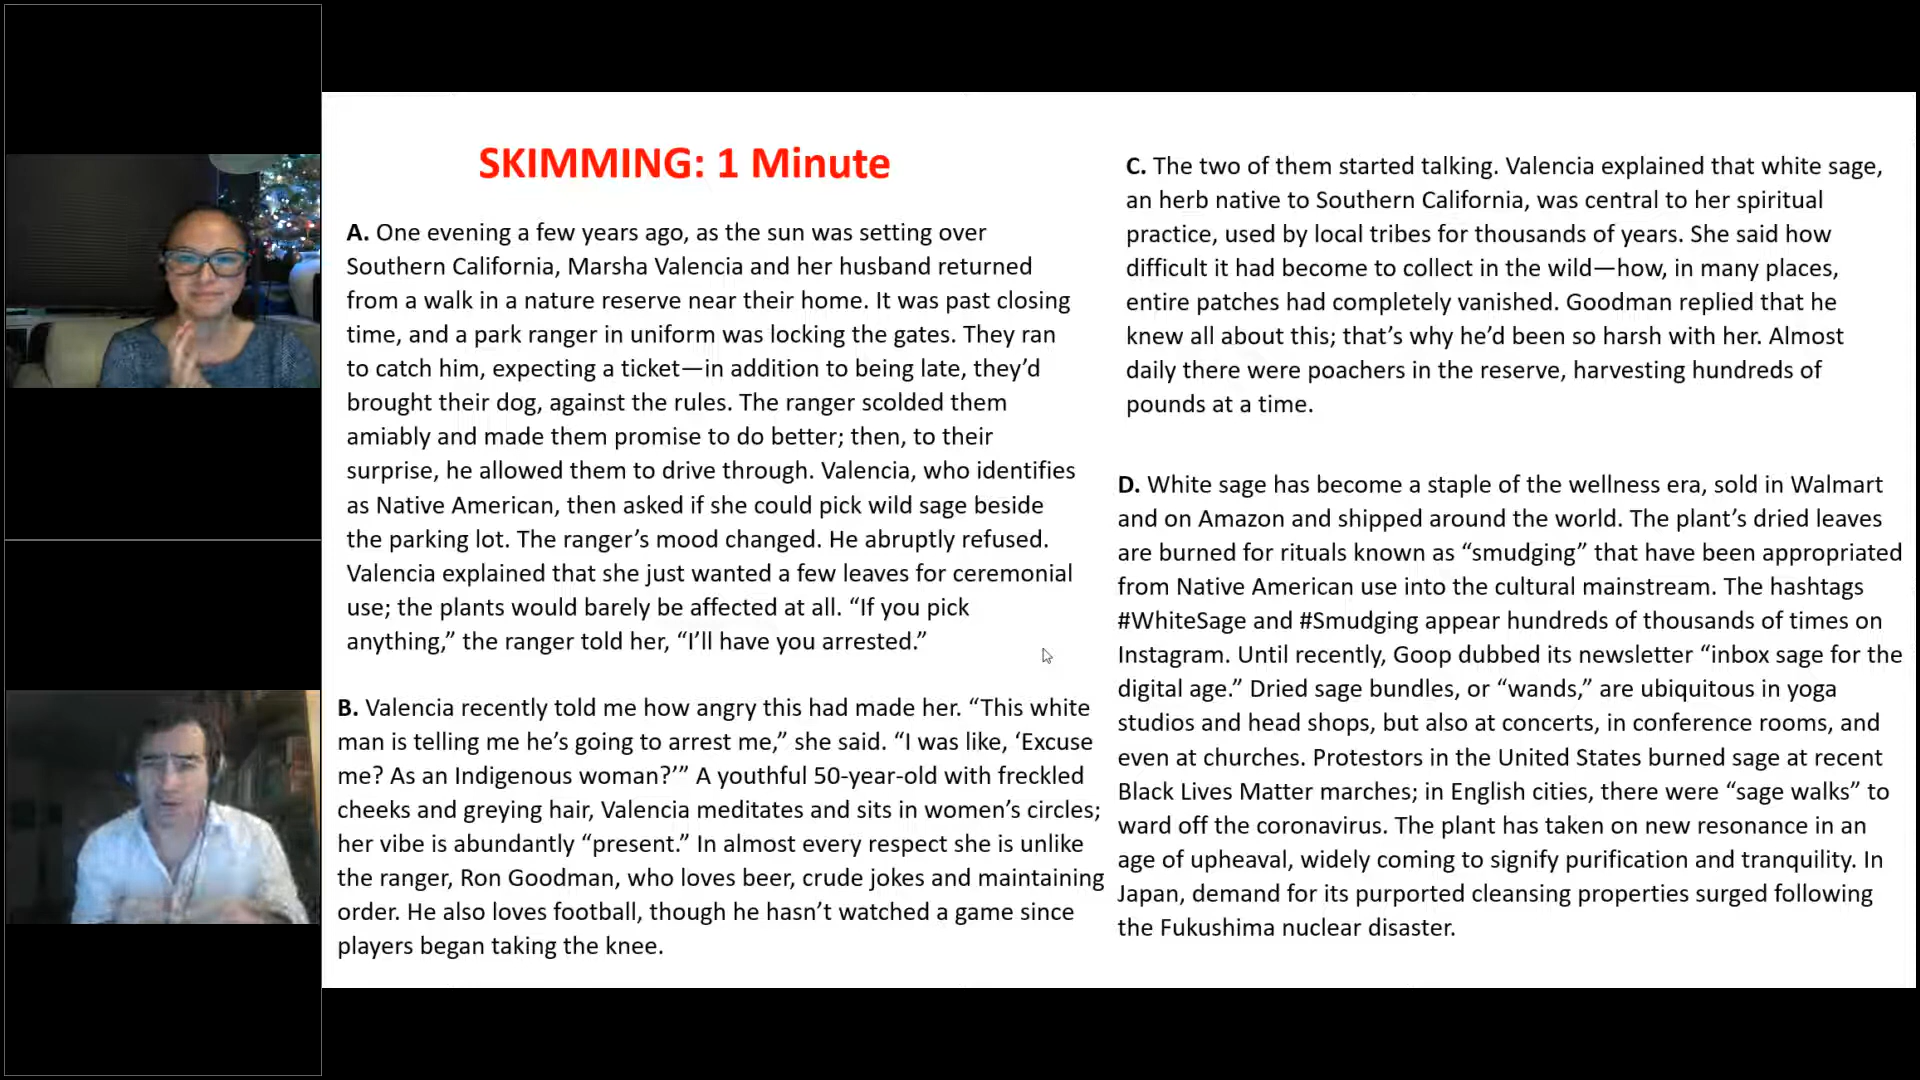 SKIMMING: 1 Minute
A. One evening a few years ago, as the sun was setting over
Southern California, Marsha Valencia and her husband returned
from a walk in a nature reserve near their home. It was past closing
time, and a park ranger in uniform was locking the gates. They ran
to catch him, expecting a ticket—in addition to being late, they’d
brought their dog, against the rules. The ranger scolded them
amiably and made them promise to do better; then, to their
surprise, he allowed them to drive through. Valencia, who identifies
as Native American, then asked if she could pick wild sage beside
the parking lot. The ranger’s mood changed. He abruptly refused.
Valencia explained that she just wanted a few leaves for ceremonial
use; the plants would barely be affected at all. “If you pick
anything,” the ranger told her, “I’ll have you arrested.”
B. Valencia recently told me how angry this had made her. “This white
man is telling me he’s going to arrest me,” she said. “I was like, ‘Excuse
me? As an Indigenous woman?’” A youthful 50-year-old with freckled
cheeks and greying hair, Valencia meditates and sits in women’s circles;
her vibe is abundantly “present.” In almost every respect she is unlike
the ranger, Ron Goodman, who loves beer, crude jokes and maintaining
order. He also loves football, though he hasn’t watched a game since
players began taking the knee.
C. The two of them started talking. Valencia explained that white sage,
an herb native to Southern California, was central to her spiritual
practice, used by local tribes for thousands of years. She said how
difficult it had become to collect in the wild—how, in many places,
entire patches had completely vanished. Goodman replied that he
knew all about this; that’s why he’d been so harsh with her. Almost
daily there were poachers in the reserve, harvesting hundreds of
pounds at a time.
D. White sage has become a staple of the wellness era, sold in Walmart
and on Amazon and shipped around the world. The plant’s dried leaves
are burned for rituals known as “smudging” that have been appropriated
from Native American use into the cultural mainstream. The hashtags
#WhiteSage and #Smudging appear hundreds of thousands of times on
Instagram. Until recently, Goop dubbed its newsletter “inbox sage for the
digital age.” Dried sage bundles, or “wands,” are ubiquitous in yoga
studios and head shops, but also at concerts, in conference rooms, and
even at churches. Protestors in the United States burned sage at recent
Black Lives Matter marches; in English cities, there were “sage walks” to
ward off the coronavirus. The plant has taken on new resonance in an
age of upheaval, widely coming to signify purification and tranquility. In
Japan, demand for its purported cleansing properties surged following
the Fukushima nuclear disaster.